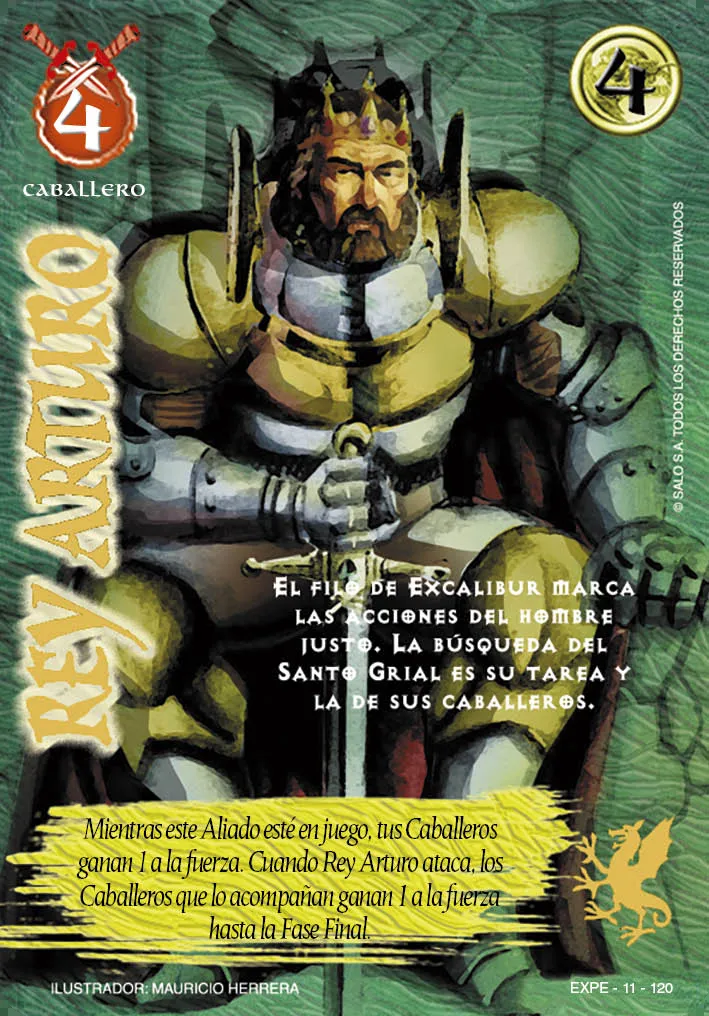 4
4
CABALLERO
REY ARTURO
© SALO S.A. TODOS LOS DERECHOS RESERVADOS
El filo de Excalibur marca
las acciones del hombre
justo. La búsqueda del
Santo Grial es su tarea y
la de sus caballeros.
Mientras este Aliado esté en juego, tus Caballeros
ganan 1 a la fuerza. Cuando Rey Arturo ataca, los
Caballeros que lo acompañan ganan 1 a la fuerza
hasta la Fase Final.
ILUSTRADOR: MAURICIO HERRERA
EXPE - 11 - 120